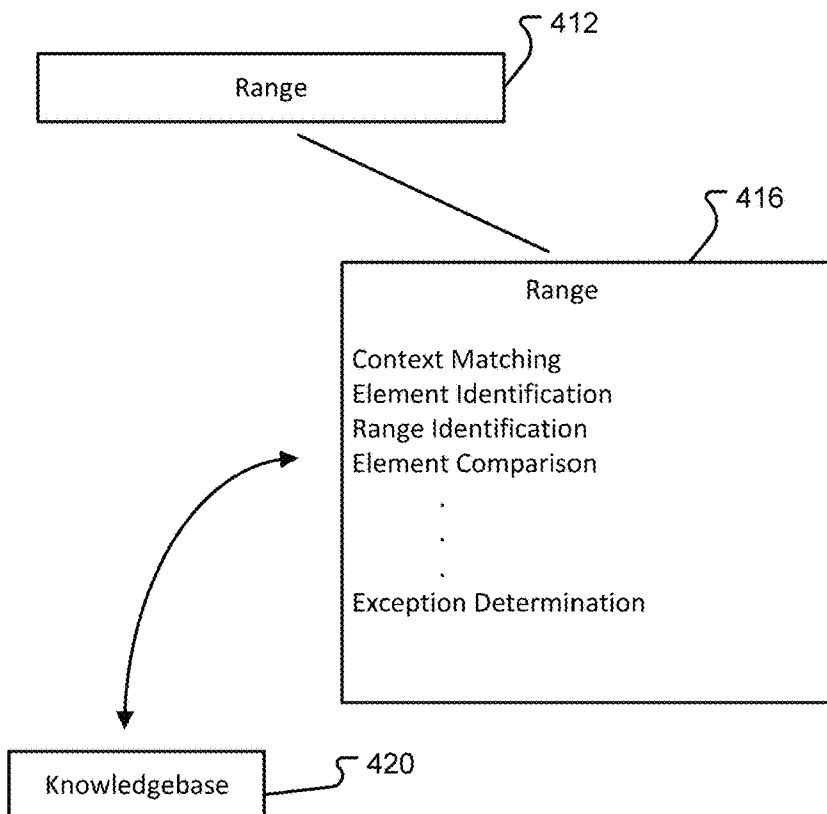 412
Range
416
Range
Context Matching
Element Identification
Range Identification
Element Comparison
.
.
.
Exception Determination
420
Knowledgebase